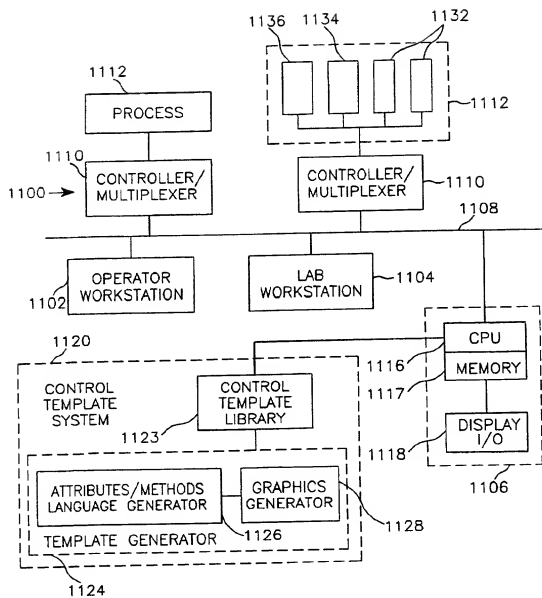 1136
1134
1132
1112
PROCESS
1112
1110
CONTROLLER/
MULTIPLEXER
1100
CONTROLLER/
MULTIPLEXER
1110
1108
OPERATOR
WORKSTATION
1102
LAB
WORKSTATION
1104
1120
CONTROL
TEMPLATE
SYSTEM
CONTROL
TEMPLATE
LIBRARY
1123
CPU
1116
MEMORY
1117
DISPLAY
I/O
1118
1106
ATTRIBUTES/METHODS
LANGUAGE GENERATOR
GRAPHICS
GENERATOR
1126
1128
TEMPLATE GENERATOR
1124